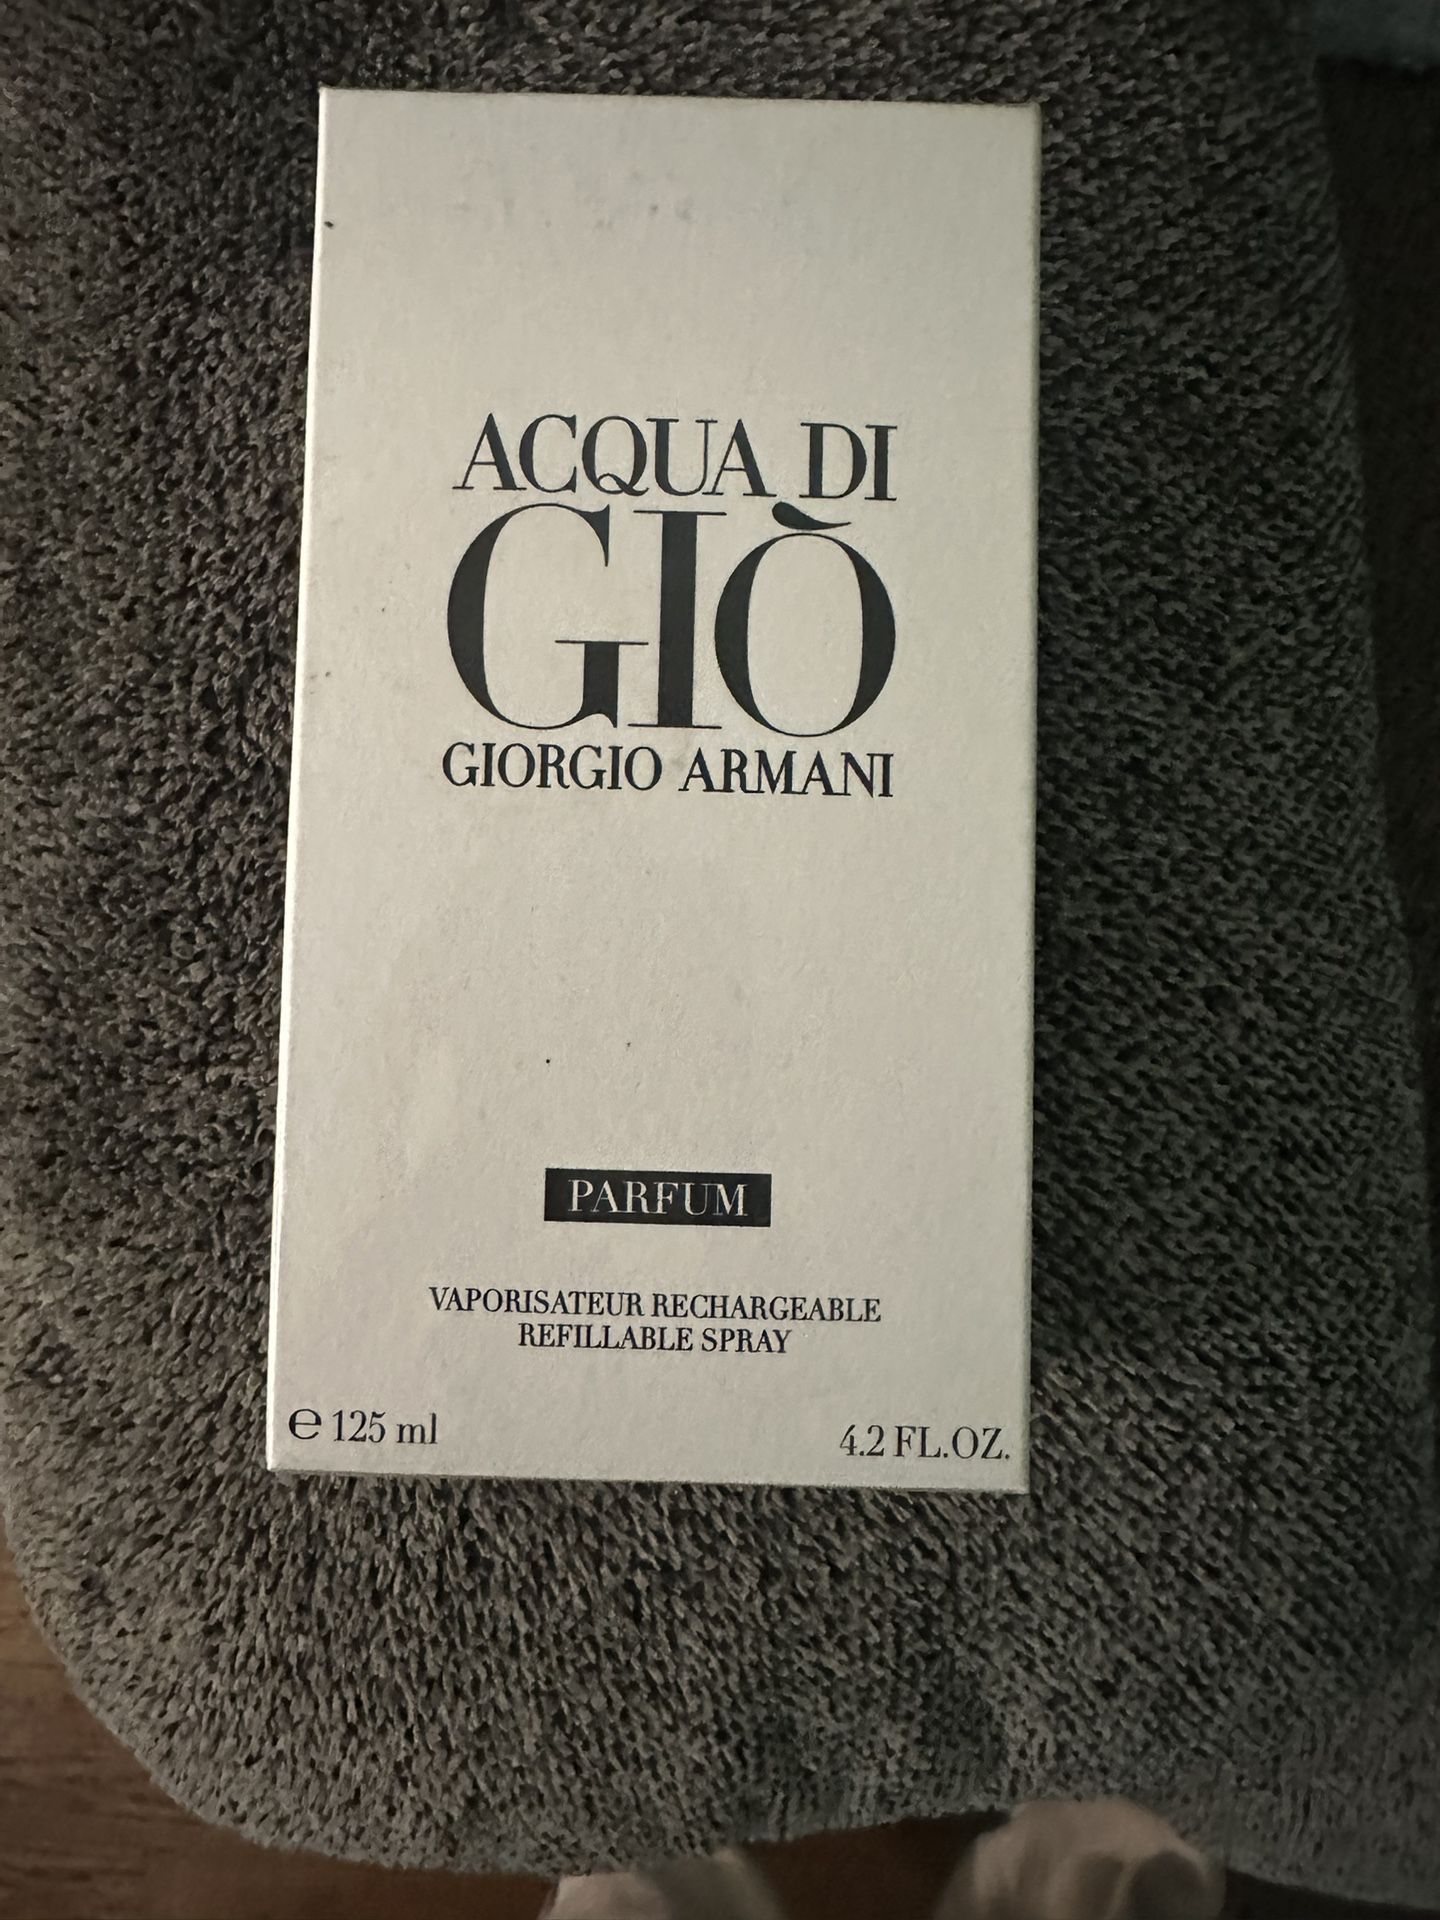 ACQUA DI
GIÒ
GIORGIO ARMANI
PARFUM
VAPORISATEUR RECHARGEABLE
REFILLABLE SPRAY
℮ 125 ml
4.2 FL.OZ.